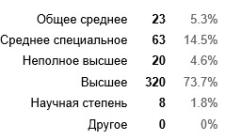 Общее среднее 23 5.3%
Среднее специальное 63 14.5%
Неполное высшее 20 4.6%
Высшее 320 73.7%
Научная степень 8 1.8%
Другое 0 0%